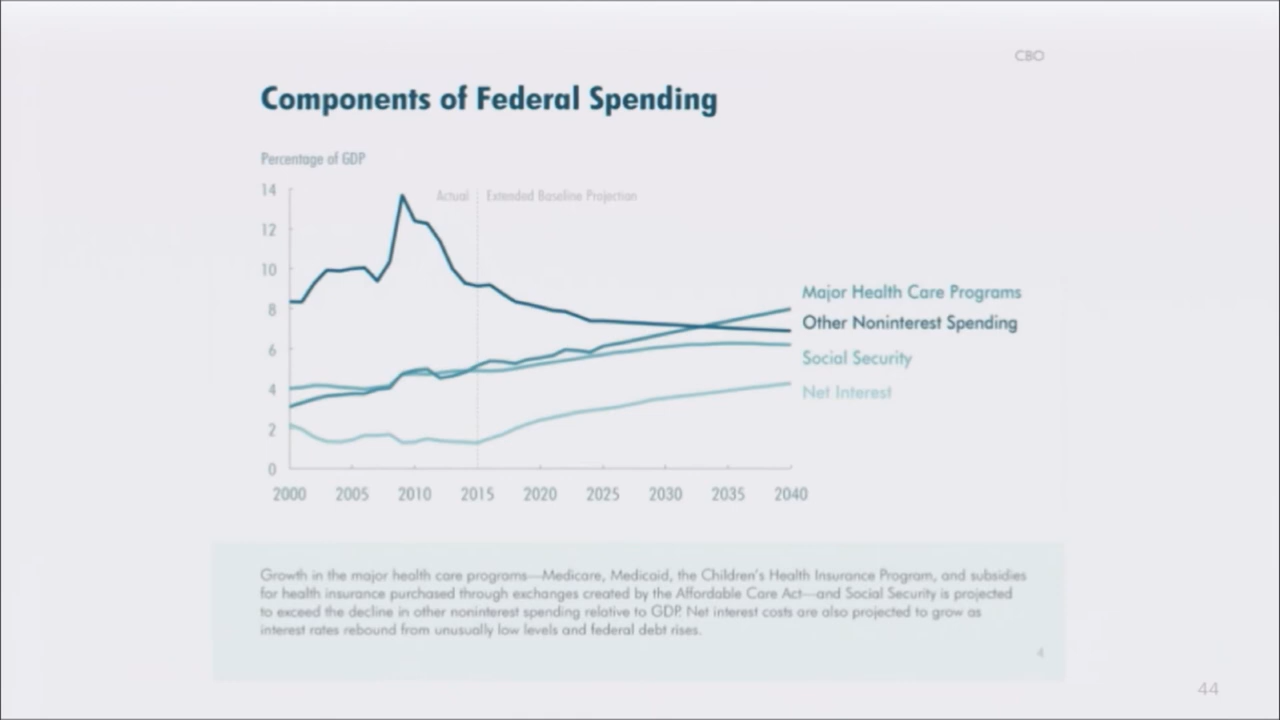 CBO
Components of Federal Spending
Percentage of GDP
14
Actual
Extended Baseline Projection
12
10
8
6
4
2
0
Major Health Care Programs
Other Noninterest Spending
Social Security
Net Interest
2000 2005 2010 2015 2020 2025 2030 2035 2040
Growth in the major health care programs—Medicare, Medicaid, the Children's Health Insurance Program, and subsidies
for health insurance purchased through exchanges created by the Affordable Care Act—and Social Security is projected
to exceed the decline in other noninterest spending relative to GDP. Net interest costs are also projected to grow as
interest rates rebound from unusually low levels and federal debt rises.
4
44